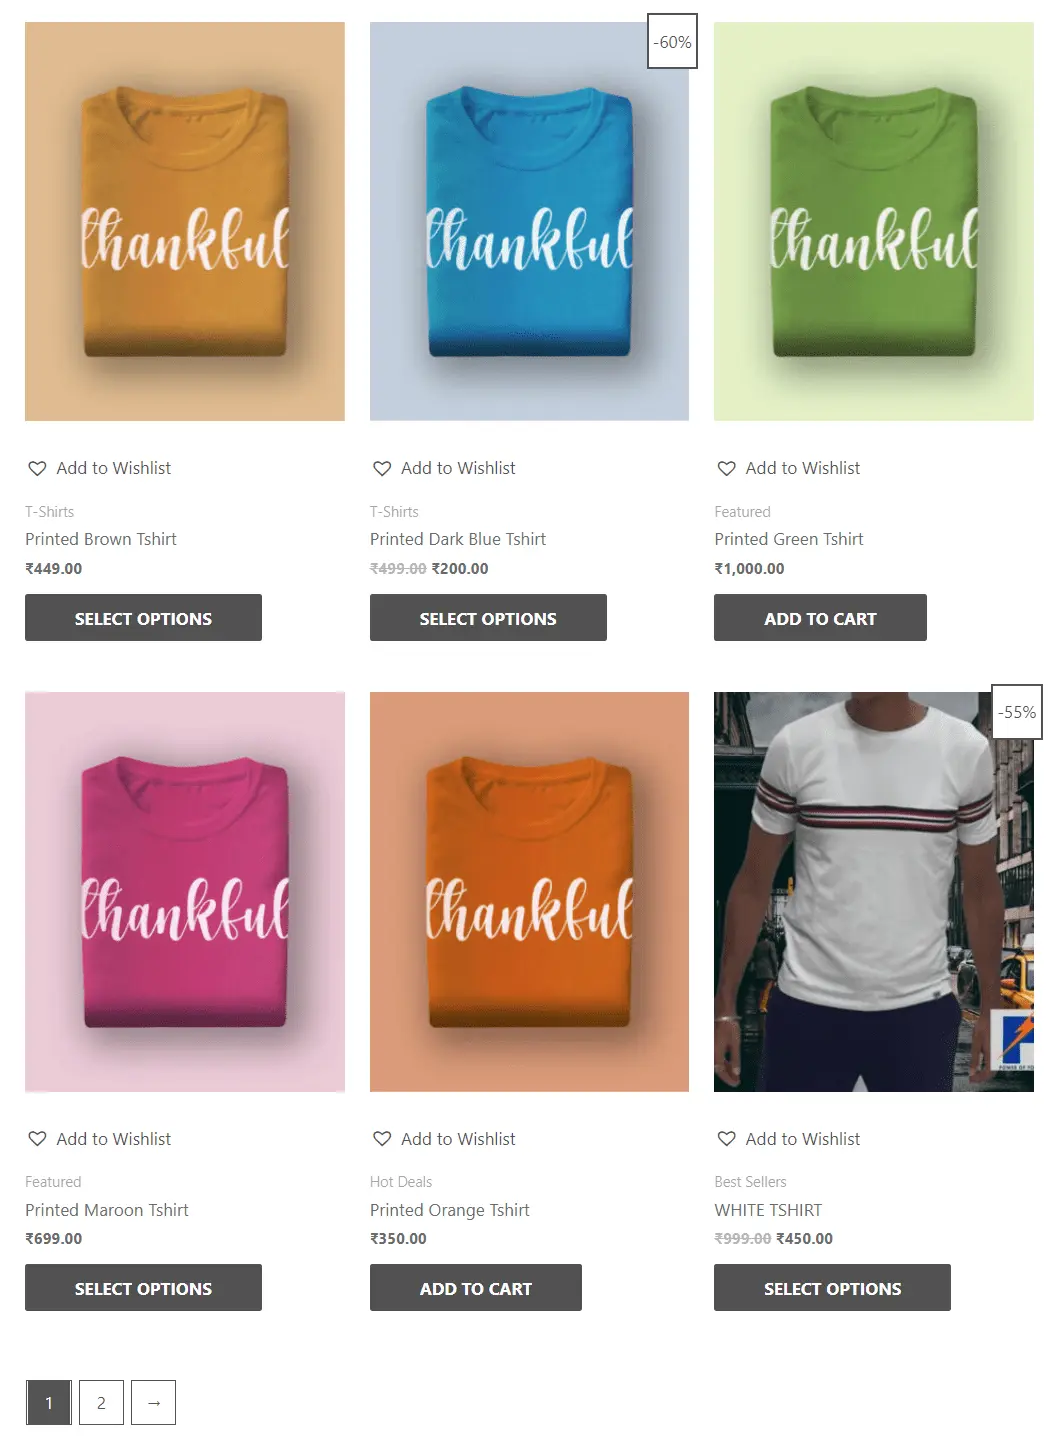 -60%
thankful
thankful
thankful
Add to Wishlist
Add to Wishlist
Add to Wishlist
T-Shirts
T-Shirts
Featured
Printed Brown Tshirt
Printed Dark Blue Tshirt
Printed Green Tshirt
₹449.00
₹499.00 ₹200.00
₹1,000.00
SELECT OPTIONS
SELECT OPTIONS
ADD TO CART
-55%
thankful
thankful
Add to Wishlist
Add to Wishlist
Add to Wishlist
Featured
Hot Deals
Best Sellers
Printed Maroon Tshirt
Printed Orange Tshirt
WHITE TSHIRT
₹699.00
₹350.00
₹999.00 ₹450.00
SELECT OPTIONS
ADD TO CART
SELECT OPTIONS
1 2 →